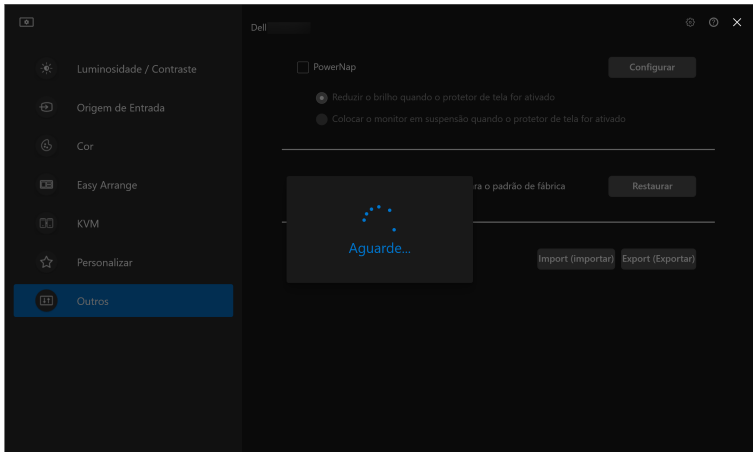 Dell
Luminosidade / Contraste
Origem de Entrada
Cor
Easy Arrange
KVM
Personalizar
Outros
PowerNap
Configurar
Reduzir o brilho quando o protetor de tela for ativado
Colocar o monitor em suspensão quando o protetor de tela for ativado
o padrão de fábrica
Restaurar
Aguarde...
Import (importar)
Export (Exportar)